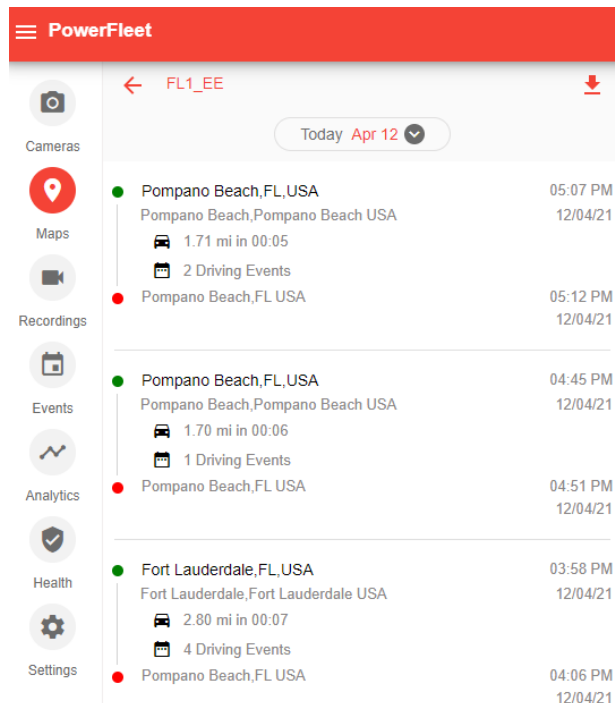 PowerFleet
FL1_EE
Today Apr 12
Cameras
Maps
Recordings
Events
Analytics
Health
Settings
Pompano Beach,FL,USA 05:07 PM
Pompano Beach,Pompano Beach USA 12/04/21
1.71 mi in 00:05
2 Driving Events
Pompano Beach,FL USA 05:12 PM
12/04/21
Pompano Beach,FL,USA 04:45 PM
Pompano Beach,Pompano Beach USA 12/04/21
1.70 mi in 00:06
1 Driving Events
Pompano Beach,FL USA 04:51 PM
12/04/21
Fort Lauderdale,FL,USA 03:58 PM
Fort Lauderdale,Fort Lauderdale USA 12/04/21
2.80 mi in 00:07
4 Driving Events
Pompano Beach,FL USA 04:06 PM
12/04/21